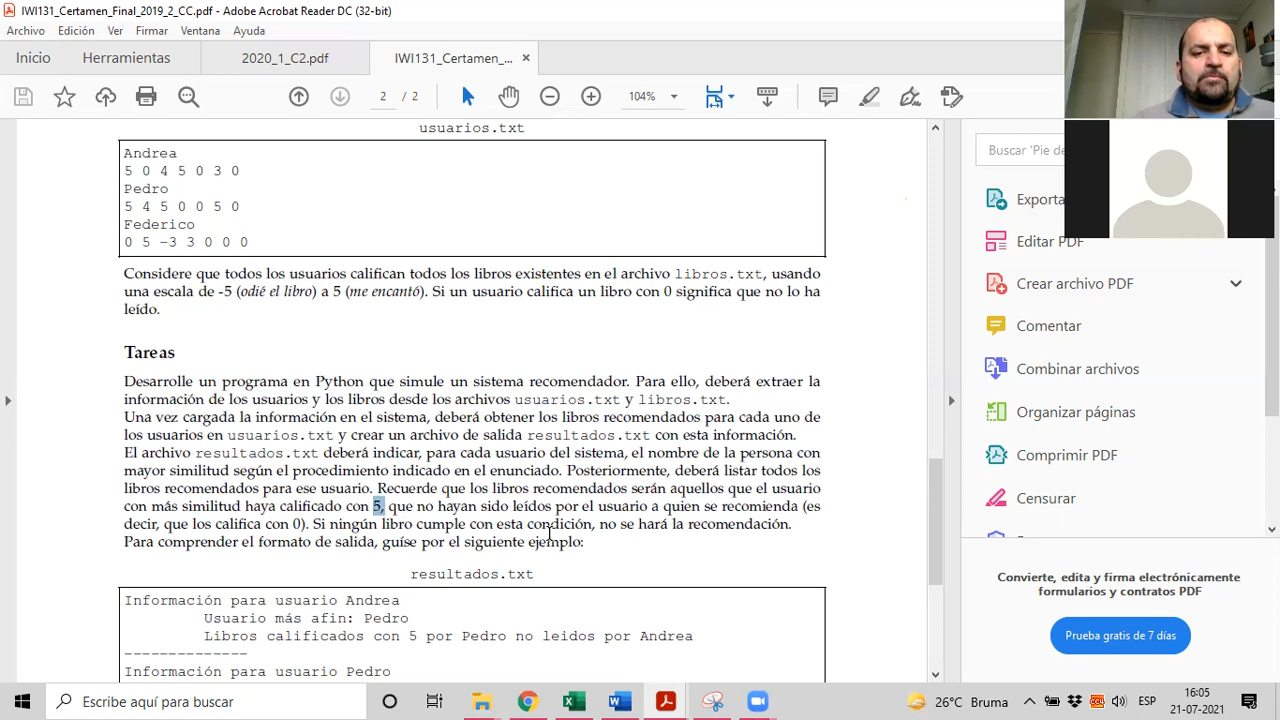 IWI131_Certamen_Final_2019_2_CC.pdf - Adobe Acrobat Reader DC (32-bit)
Archivo Edición Ver Firmar Ventana Ayuda
Inicio Herramientas 2020_1_C2.pdf IWI131_Certamen_... ×
2 / 2 104%
usuarios.txt
Andrea
5 0 4 5 0 3 0
Pedro
5 4 5 0 0 5 0
Federico
0 5 -3 3 0 0 0
Considere que todos los usuarios califican todos los libros existentes en el archivo libros.txt, usando
una escala de -5 (odié el libro) a 5 (me encantó). Si un usuario califica un libro con 0 significa que no lo ha
leído.
Tareas
Desarrolle un programa en Python que simule un sistema recomendador. Para ello, deberá extraer la
información de los usuarios y los libros desde los archivos usuarios.txt y libros.txt.
Una vez cargada la información en el sistema, deberá obtener los libros recomendados para cada uno de
los usuarios en usuarios.txt y crear un archivo de salida resultados.txt con esta información.
El archivo resultados.txt deberá indicar, para cada usuario del sistema, el nombre de la persona con
mayor similitud según el procedimiento indicado en el enunciado. Posteriormente, deberá listar todos los
libros recomendados para ese usuario. Recuerde que los libros recomendados serán aquellos que el usuario
con más similitud haya calificado con 5, que no hayan sido leídos por el usuario a quien se recomienda (es
decir, que los califica con 0). Si ningún libro cumple con esta condición, no se hará la recomendación.
Para comprender el formato de salida, guíse por el siguiente ejemplo:
resultados.txt
Información para usuario Andrea
Usuario más afin: Pedro
Libros calificados con 5 por Pedro no leidos por Andrea
--------------
Información para usuario Pedro
Buscar 'Pie de
Exporta
Editar PDF
Crear archivo PDF
Comentar
Combinar archivos
Organizar páginas
Comprimir PDF
Censurar
Convierte, edita y firma electrónicamente
formularios y contratos PDF
Prueba gratis de 7 días
Escribe aquí para buscar
26°C Bruma
ESP
16:05
21-07-2021